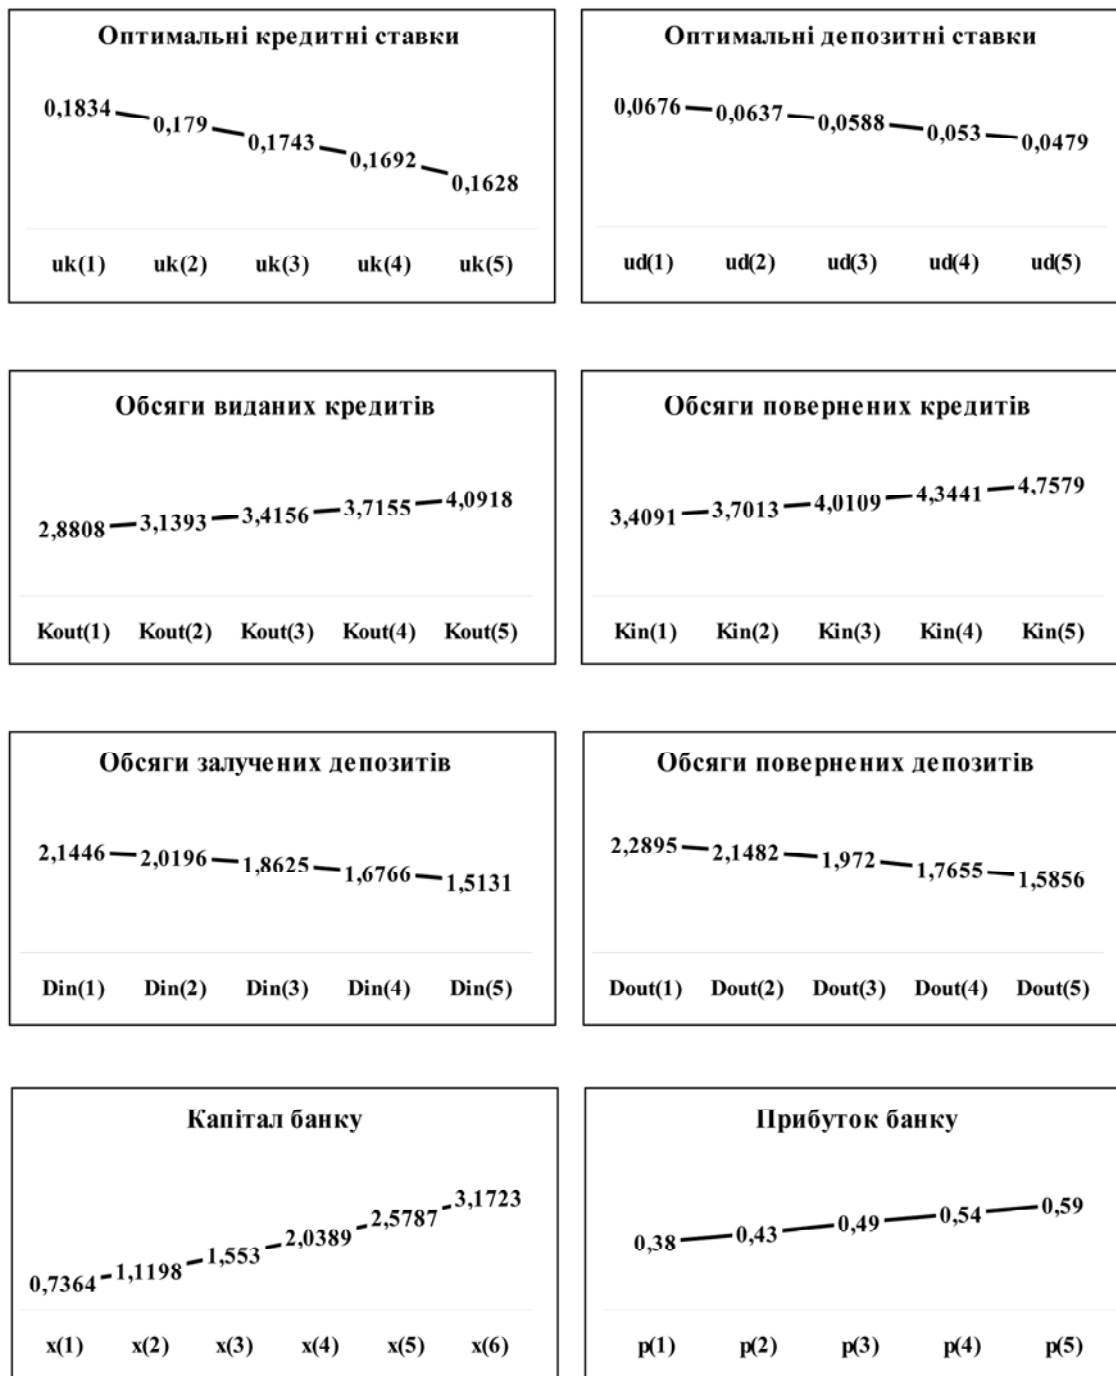 Оптимальні кредитні ставки
0,1834
0,179
0,1743
0,1692
0,1628
uk(1) uk(2) uk(3) uk(4) uk(5)
Оптимальні депозитні ставки
0,0676
0,0637
0,0588
0,053
0,0479
ud(1) ud(2) ud(3) ud(4) ud(5)
Обсяги виданих кредитів
2,8808
3,1393
3,4156
3,7155
4,0918
Kout(1) Kout(2) Kout(3) Kout(4) Kout(5)
Обсяги повернених кредитів
3,4091
3,7013
4,0109
4,3441
4,7579
Kin(1) Kin(2) Kin(3) Kin(4) Kin(5)
Обсяги залучених депозитів
2,1446
2,0196
1,8625
1,6766
1,5131
Din(1) Din(2) Din(3) Din(4) Din(5)
Обсяги повернених депозитів
2,2895
2,1482
1,972
1,7655
1,5856
Dout(1) Dout(2) Dout(3) Dout(4) Dout(5)
Капітал банку
0,7364
1,1198
1,553
2,0389
2,5787
3,1723
x(1) x(2) x(3) x(4) x(5) x(6)
Прибуток банку
0,38
0,43
0,49
0,54
0,59
p(1) p(2) p(3) p(4) p(5)